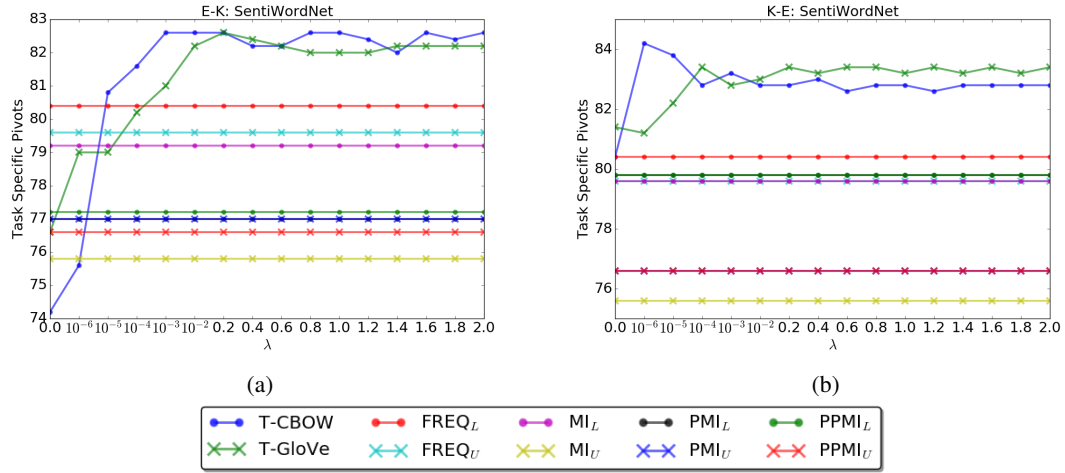 E-K: SentiWordNet
Task Specific Pivots
83
82
81
80
79
78
77
76
75
74
0.0 10⁻⁶ 10⁻⁵ 10⁻⁴ 10⁻³ 10⁻² 0.2 0.4 0.6 0.8 1.0 1.2 1.4 1.6 1.8 2.0
λ
(a)
K-E: SentiWordNet
Task Specific Pivots
84
82
80
78
76
0.0 10⁻⁶ 10⁻⁵ 10⁻⁴ 10⁻³ 10⁻² 0.2 0.4 0.6 0.8 1.0 1.2 1.4 1.6 1.8 2.0
λ
(b)
T-CBOW FREQ_L MI_L PMI_L PPMI_L
T-GloVe FREQ_U MI_U PMI_U PPMI_U